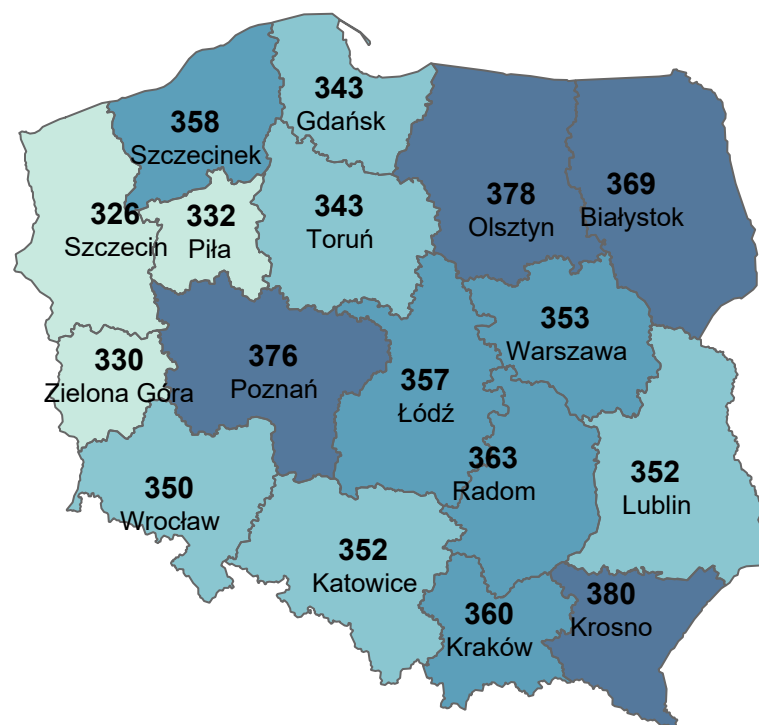 343
Gdańsk
358
Szczecinek
378
Olsztyn
369
Białystok
326
Szczecin
332
Piła
343
Toruń
353
Warszawa
330
Zielona Góra
376
Poznań
357
Łódź
363
Radom
352
Lublin
350
Wrocław
352
Katowice
360
Kraków
380
Krosno